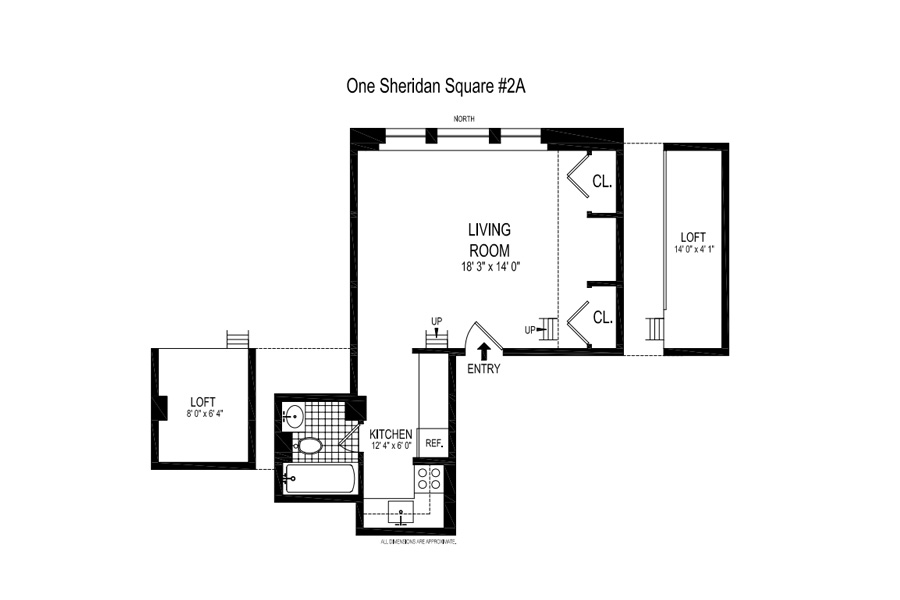 One Sheridan Square #2A
NORTH
CL.
LIVING
ROOM
18' 3" x 14' 0"
LOFT
14' 0" x 4' 1"
CL.
UP
UP
ENTRY
LOFT
8' 0" x 6' 4"
KITCHEN
12' 4" x 6' 0"
REF.
ALL DIMENSIONS ARE APPROXIMATE.